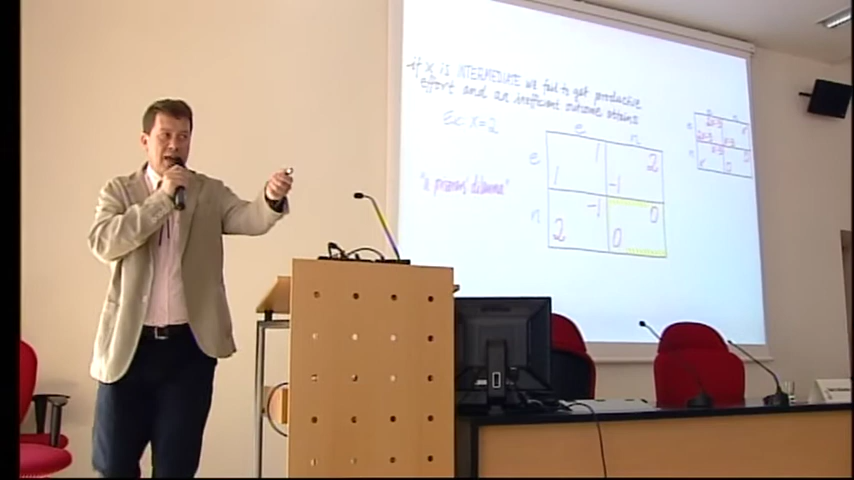 if x is INTERMEDIATE we fail to get productive
effort and an inefficient outcome obtains
Ex: x=2
e n
e 1 1 2 -1
n -1 2 0 0
"a prisoners' dilemma"